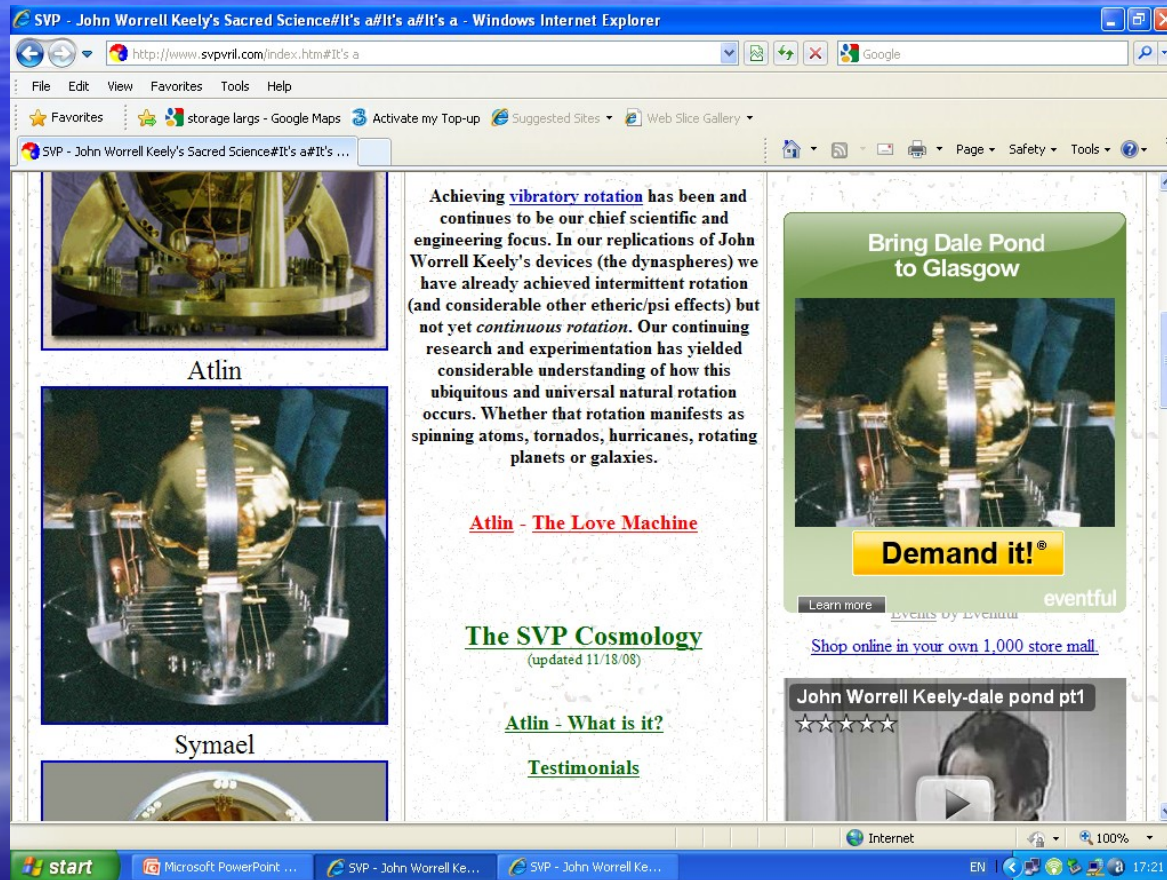 SVP - John Worrell Keely's Sacred Science#It's a#It's a#It's a - Windows Internet Explorer
http://www.svpvril.com/index.htm#It's a
Google
File Edit View Favorites Tools Help
Favorites storage largs - Google Maps Activate my Top-up Suggested Sites Web Slice Gallery
SVP - John Worrell Keely's Sacred Science#It's a#It's ...
Page Safety Tools
Atlin
Symael
Achieving vibratory rotation has been and
continues to be our chief scientific and
engineering focus. In our replications of John
Worrell Keely's devices (the dynaspheres) we
have already achieved intermittent rotation
(and considerable other etheric/psi effects) but
not yet continuous rotation. Our continuing
research and experimentation has yielded
considerable understanding of how this
ubiquitous and universal natural rotation
occurs. Whether that rotation manifests as
spinning atoms, tornados, hurricanes, rotating
planets or galaxies.
Atlin - The Love Machine
The SVP Cosmology
(updated 11/18/08)
Atlin - What is it?
Testimonials
Bring Dale Pond
to Glasgow
Demand it!®
Learn more
eventful
Events by Eventful
Shop online in your own 1,000 store mall.
John Worrell Keely-dale pond pt1
Internet
100%
start
Microsoft PowerPoint ...
SVP - John Worrell Ke...
SVP - John Worrell Ke...
EN
17:21